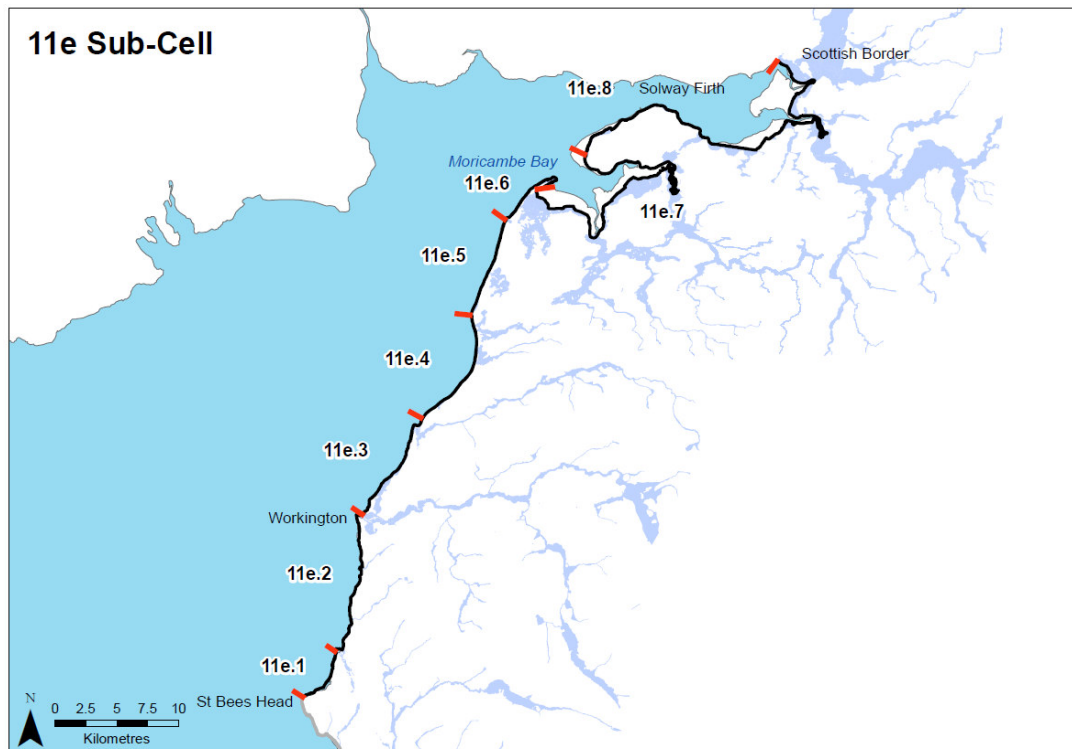 11e Sub-Cell
Scottish Border
11e.8
Solway Firth
Moricambe Bay
11e.6
11e.7
11e.5
11e.4
11e.3
Workington
11e.2
11e.1
St Bees Head
N
0 2.5 5 7.5 10
Kilometres